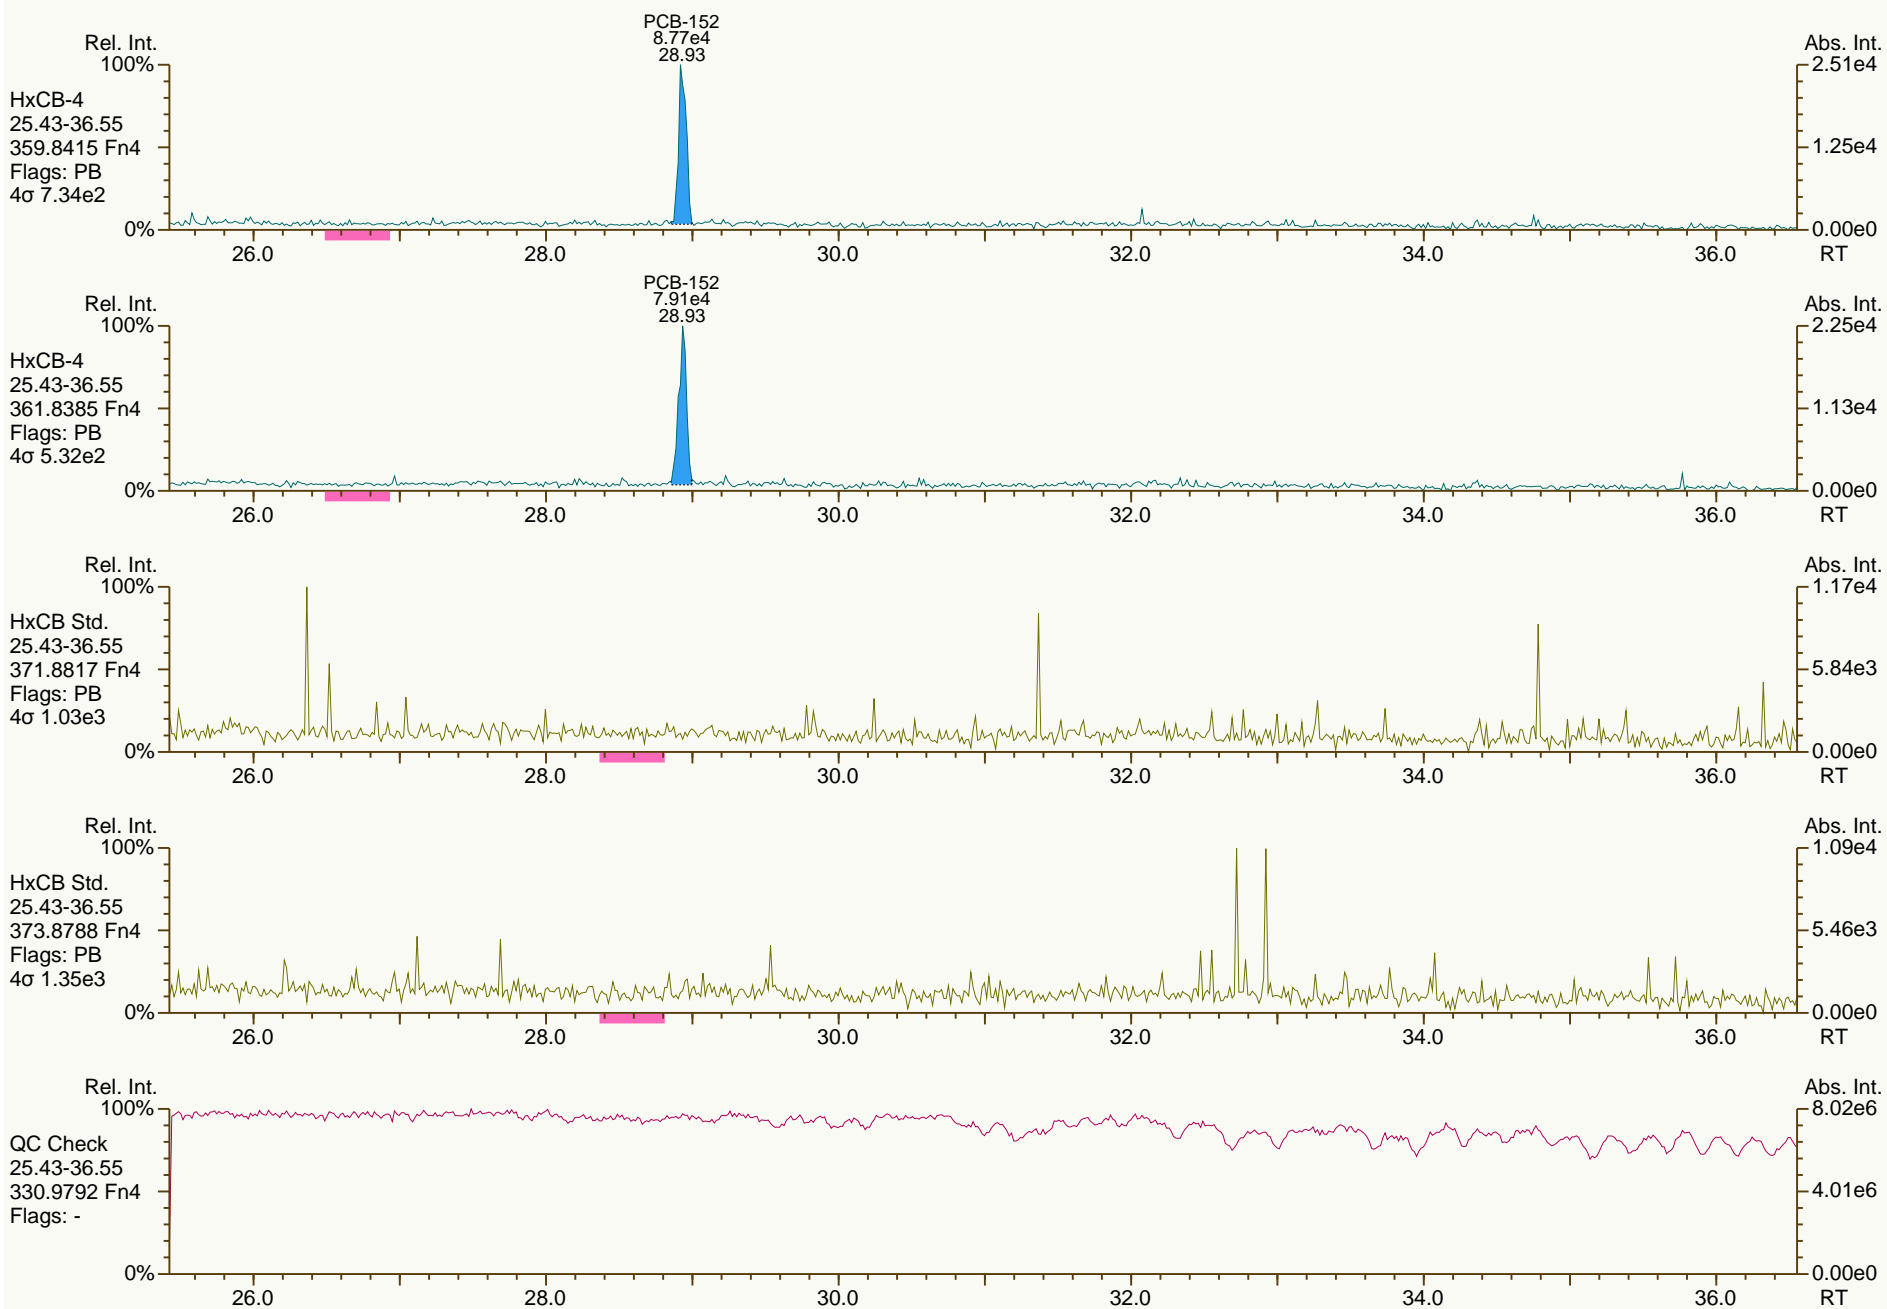 PCB-152
8.77e4
28.93
Rel. Int.
Abs. Int.
100%
2.51e4
HxCB-4
25.43-36.55
359.8415 Fn4
Flags: PB
4σ 7.34e2
1.25e4
0%
0.00e0
26.0 28.0 30.0 32.0 34.0 36.0 RT
PCB-152
7.91e4
28.93
Rel. Int.
Abs. Int.
100%
2.25e4
HxCB-4
25.43-36.55
361.8385 Fn4
Flags: PB
4σ 5.32e2
1.13e4
0%
0.00e0
26.0 28.0 30.0 32.0 34.0 36.0 RT
Rel. Int.
Abs. Int.
100%
1.17e4
HxCB Std.
25.43-36.55
371.8817 Fn4
Flags: PB
4σ 1.03e3
5.84e3
0%
0.00e0
26.0 28.0 30.0 32.0 34.0 36.0 RT
Rel. Int.
Abs. Int.
100%
1.09e4
HxCB Std.
25.43-36.55
373.8788 Fn4
Flags: PB
4σ 1.35e3
5.46e3
0%
0.00e0
26.0 28.0 30.0 32.0 34.0 36.0 RT
Rel. Int.
Abs. Int.
100%
8.02e6
QC Check
25.43-36.55
330.9792 Fn4
Flags: -
4.01e6
0%
0.00e0
26.0 28.0 30.0 32.0 34.0 36.0 RT